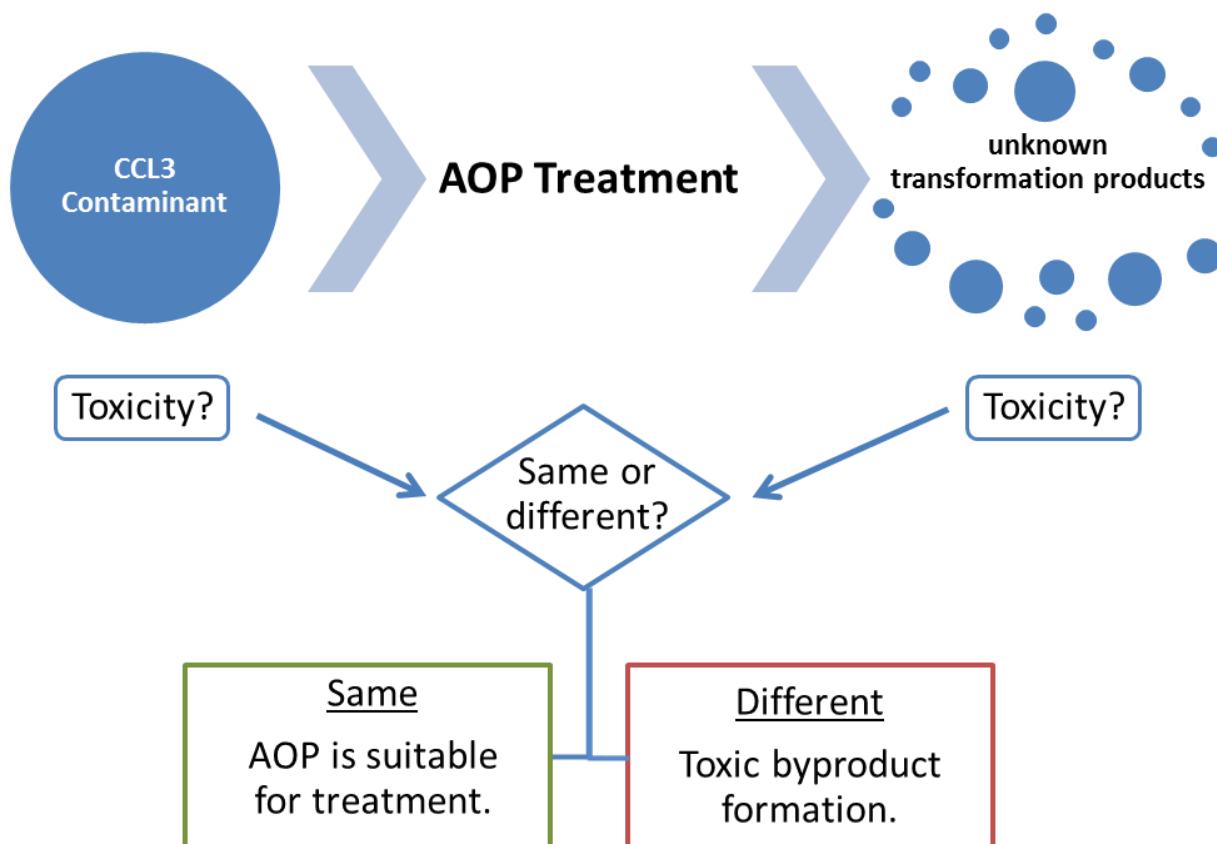 CCL3
Contaminant
AOP Treatment
unknown
transformation products
Toxicity?
Toxicity?
Same or
different?
Same
AOP is suitable
for treatment.
Different
Toxic byproduct
formation.